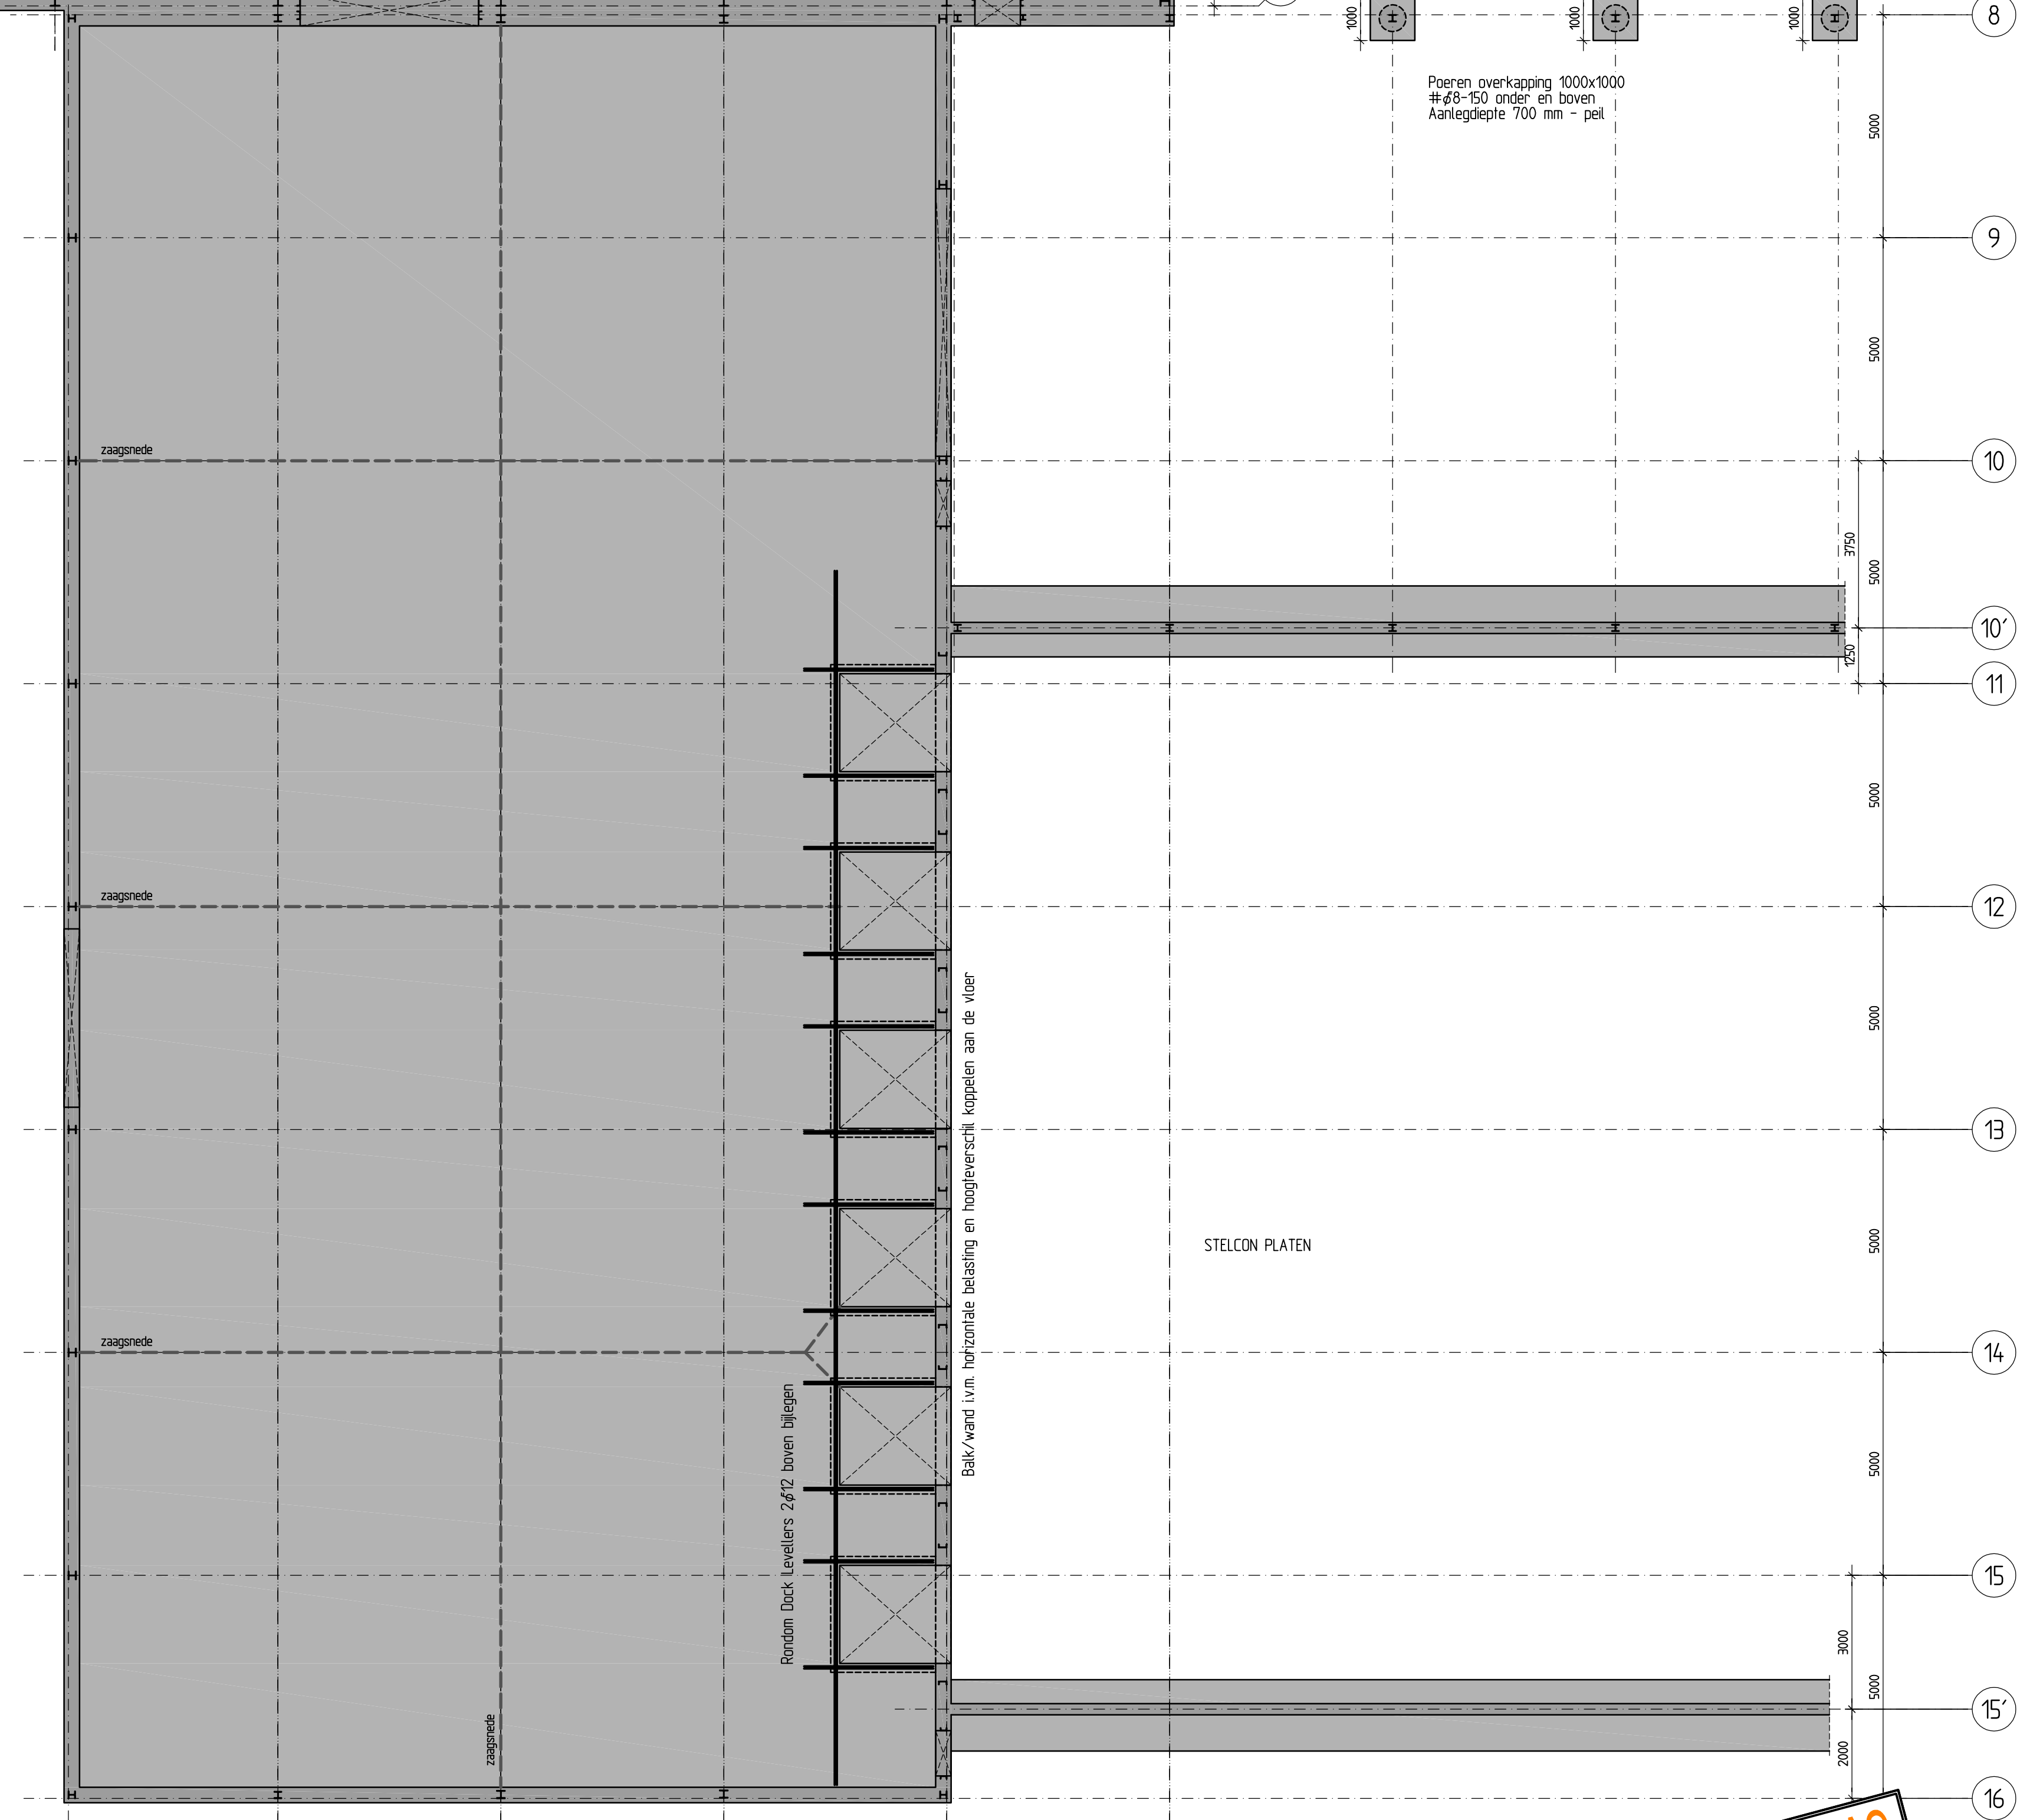 8
1000
1000
1000
Poeren overkapping 1000x1000
#ø8-150 onder en boven
Aanlegdiepte 700 mm - peil
5000
9
5000
zaagsnede
10
3750
5000
10´
1250
11
5000
zaagsnede
12
Balk/wand i.v.m. horizontale belasting en hoogteverschil koppelen aan de vloer
5000
13
STELCON PLATEN
5000
zaagsnede
14
Rondom Dock Levellers 2ø12 boven bijlegen
5000
15
3000
5000
zaagsnede
15´
2000
16